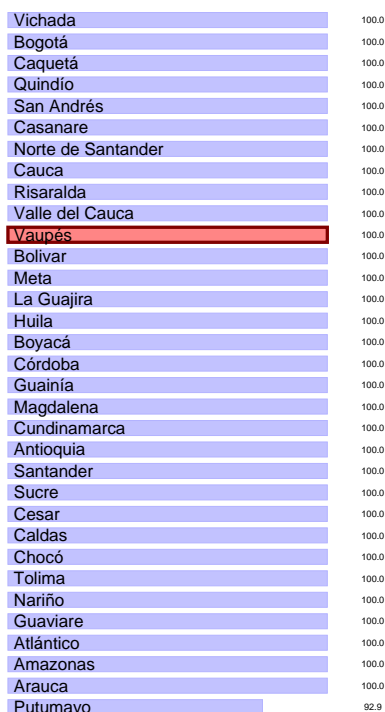 Vichada 100.0
Bogotá 100.0
Caquetá 100.0
Quindío 100.0
San Andrés 100.0
Casanare 100.0
Norte de Santander 100.0
Cauca 100.0
Risaralda 100.0
Valle del Cauca 100.0
Vaupés 100.0
Bolivar 100.0
Meta 100.0
La Guajira 100.0
Huila 100.0
Boyacá 100.0
Córdoba 100.0
Guainía 100.0
Magdalena 100.0
Cundinamarca 100.0
Antioquia 100.0
Santander 100.0
Sucre 100.0
Cesar 100.0
Caldas 100.0
Chocó 100.0
Tolima 100.0
Nariño 100.0
Guaviare 100.0
Atlántico 100.0
Amazonas 100.0
Arauca 100.0
Putumayo 92.9